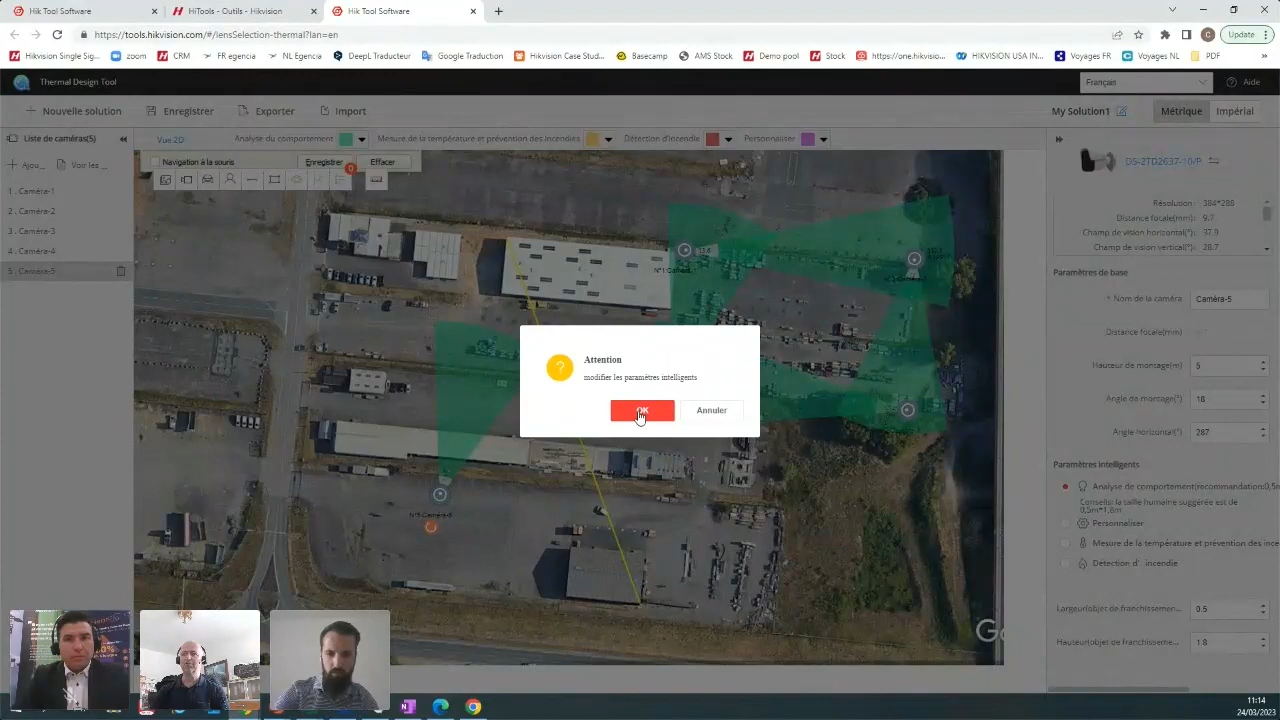 Hik Tool Software
HiTools - Outils - Hikvision
Hik Tool Software
https://tools.hikvision.com/#/lensSelection-thermal?lan=en
C
Update
Hikvision Single Sig...
zoom
CRM
FR egencia
NL Egencia
DeepL Traducteur
Google Traduction
Hikvision Case Stud...
Basecamp
AMS Stock
Demo pool
Stock
https://one.hikvisio...
HIKVISION USA IN...
Voyages FR
Voyages NL
PDF
Thermal Design Tool
Français
Aide
Nouvelle solution
Enregistrer
Exporter
Import
My Solution1
Métrique
Impérial
Liste de caméras(5)
Vue 2D
Analyse du comportement
Mesure de la température et prévention des incendies
Détection d'incendie
Personnaliser
Ajou...
Voir les ...
Navigation à la souris
Enregistrer
Effacer
0
1 . Caméra-1
2 . Caméra-2
3 . Caméra-3
4 . Caméra-4
5 . Caméra-5
N°5:Caméra-5
DS-2TD2637-10/P
Résolution: 384*288
Distance focale(mm): 9.7
Champ de vision horizontal(°): 37.9
Champ de vision vertical(°): 28.7
Paramètres de base
* Nom de la caméra Caméra-5
Distance focale(mm)
Hauteur de montage(m) 5
Angle de montage(°) 18
Angle horizontal(°) 287
Paramètres intelligents
Analyse de comportement(recommandation:0,5m
Conseils: la taille humaine suggérée est de
0,5m*1,8m
Personnaliser
Mesure de la température et prévention des ince
Détection d' incendie
Largeur(objet de franchissemen... 0.5
Hauteur(objet de franchisseme... 1.8
Attention
modifier les paramètres intelligents
OK
Annuler
11:14
24/03/2023